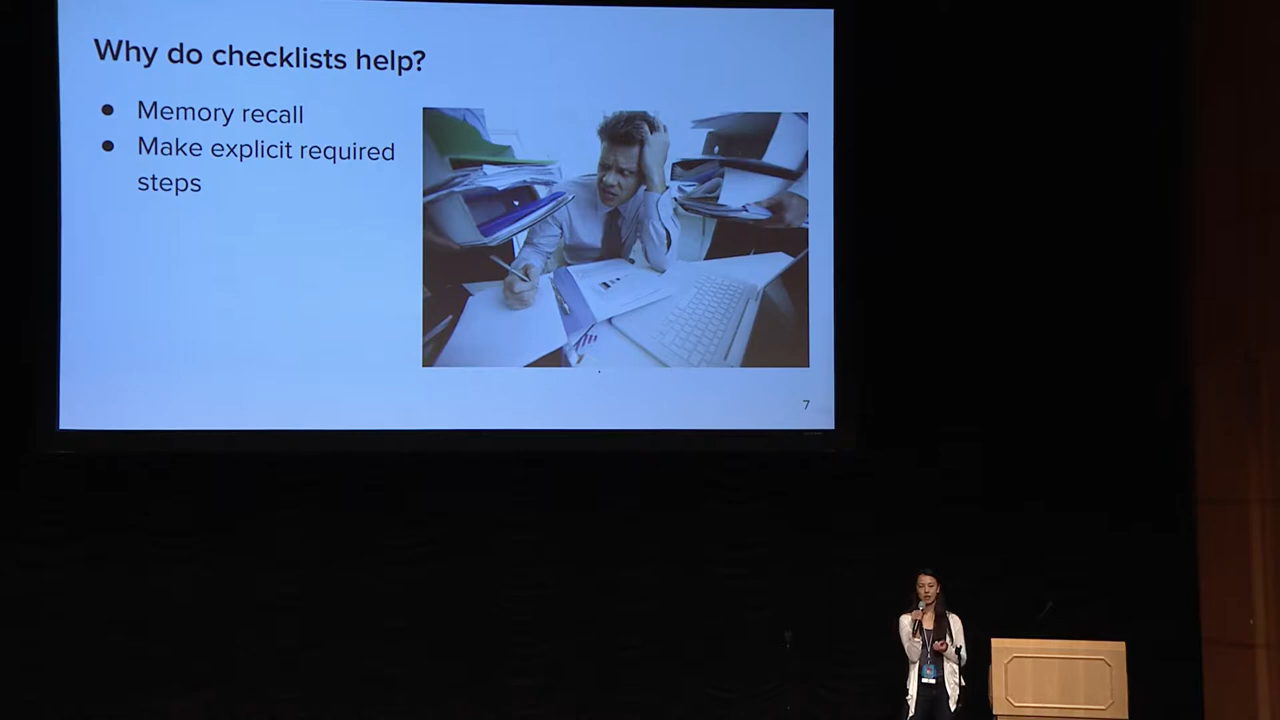 Why do checklists help?
● Memory recall
● Make explicit required
steps
7